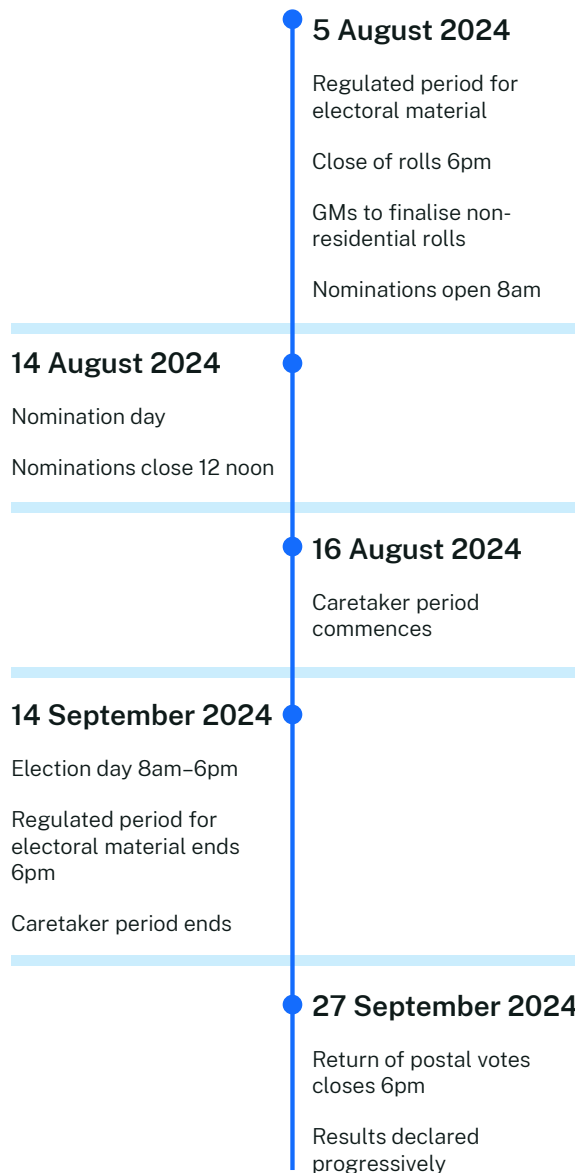 5 August 2024
Regulated period for
electoral material
Close of rolls 6pm
GMs to finalise non-
residential rolls
Nominations open 8am
14 August 2024
Nomination day
Nominations close 12 noon
16 August 2024
Caretaker period
commences
14 September 2024
Election day 8am–6pm
Regulated period for
electoral material ends
6pm
Caretaker period ends
27 September 2024
Return of postal votes
closes 6pm
Results declared
progressively